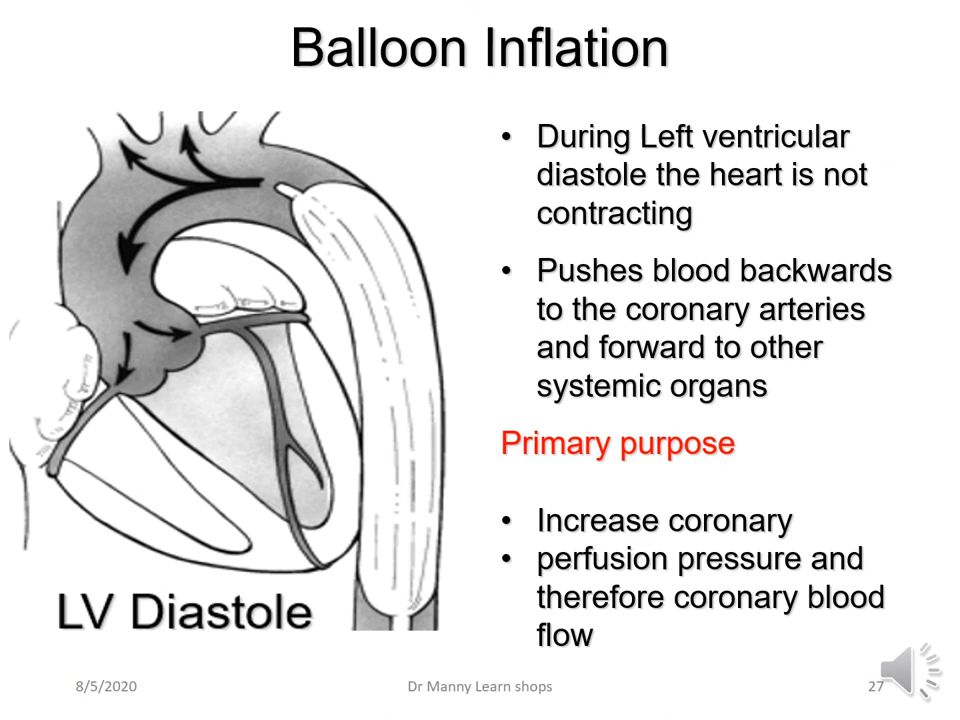 Balloon Inflation
• During Left ventricular
diastole the heart is not
contracting
• Pushes blood backwards
to the coronary arteries
and forward to other
systemic organs
Primary purpose
• Increase coronary
• perfusion pressure and
therefore coronary blood
flow
LV Diastole
8/5/2020
Dr Manny Learn shops
27